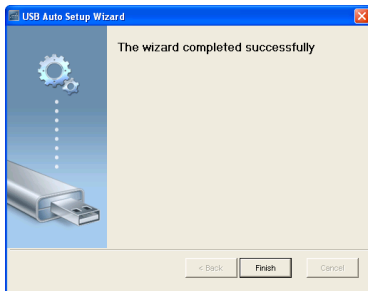 USB Auto Setup Wizard
The wizard completed successfully
< Back
Finish
Cancel